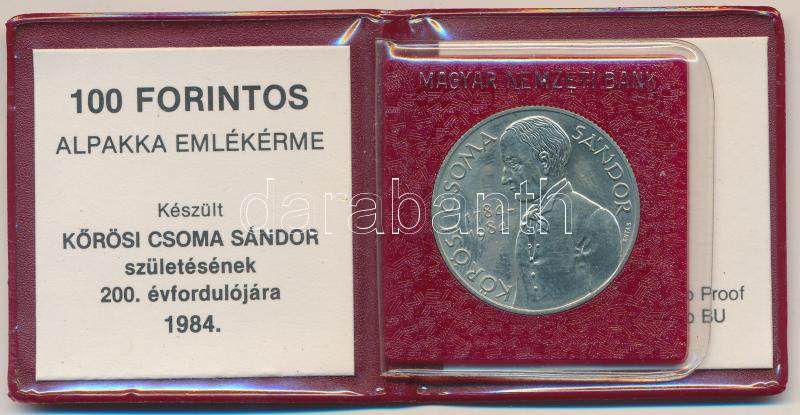 100 FORINTOS
ALPAKKA EMLÉKÉRME
Készült
KŐRÖSI CSOMA SÁNDOR
születésének
200. évfordulójára
1984.
MAGYAR NEMZETI BANK
KŐRÖSI CSOMA SÁNDOR
Proof
BU
darabanth